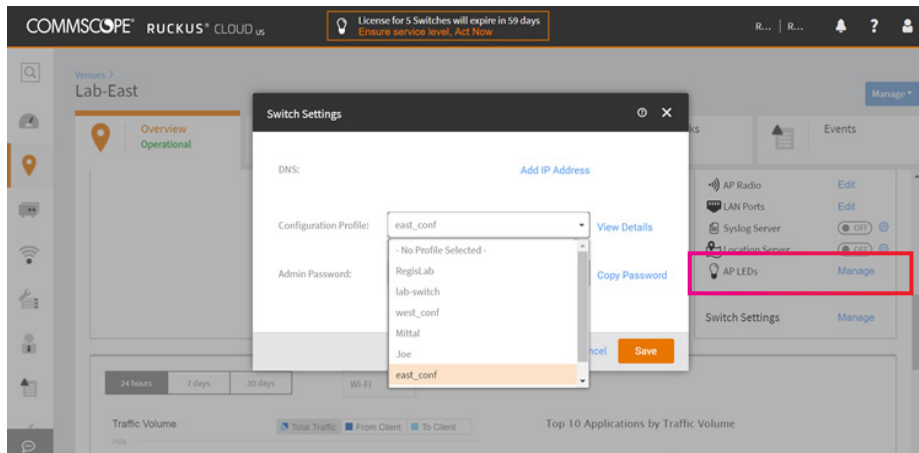 COMMSCOPE® RUCKUS® CLOUD US
License for 5 Switches will expire in 59 days
Ensure service level, Act Now
R... | R...
?
Venues >
Lab-East
Manage
Overview
Operational
Events
Switch Settings
DNS:
Add IP Address
Configuration Profile:
east_conf
View Details
- No Profile Selected -
RegisLab
lab-switch
west_conf
Mittal
Joe
east_conf
Admin Password:
Copy Password
Save
AP Radio
Edit
LAN Ports
Edit
Syslog Server
OFF
Location Server
OFF
AP LEDs
Manage
Switch Settings
Manage
24 hours
7 days
30 days
Wi-Fi
Traffic Volume
Total Traffic
From Client
To Client
Top 10 Applications by Traffic Volume